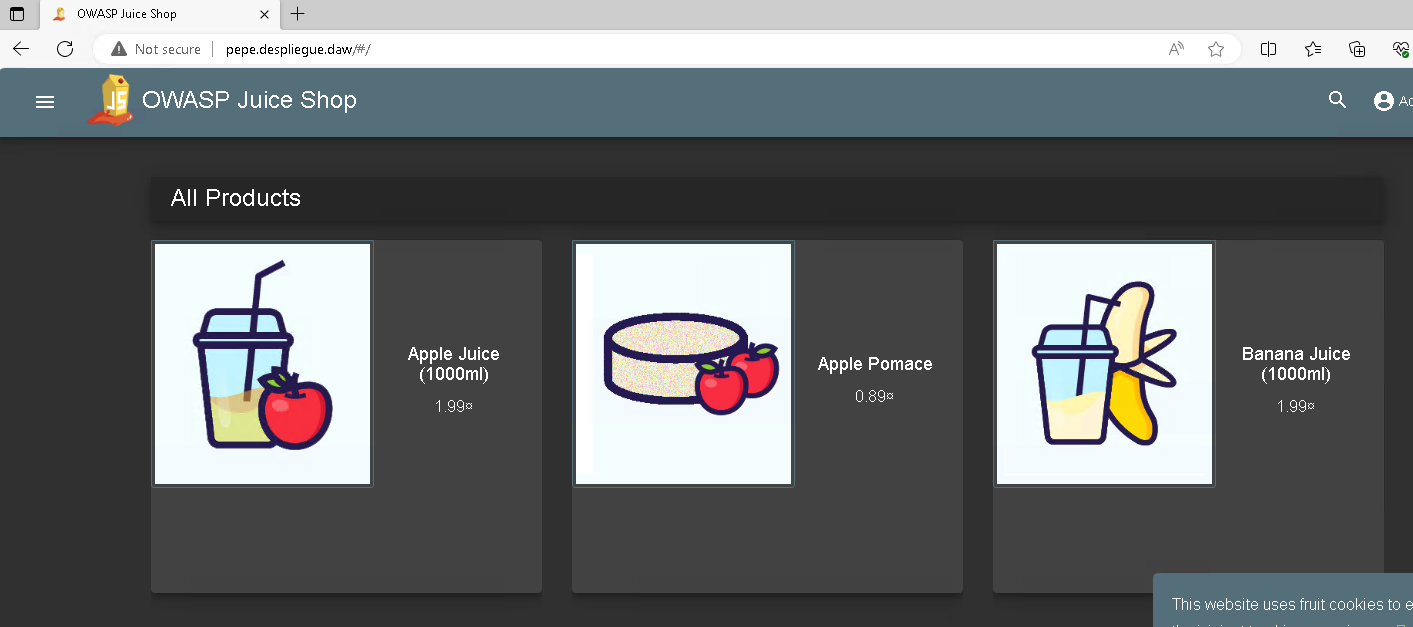 OWASP Juice Shop
Not secure pepe.despliegue.daw/#/
JS OWASP Juice Shop
All Products
Apple Juice
(1000ml)
1.99¤
Apple Pomace
0.89¤
Banana Juice
(1000ml)
1.99¤
This website uses fruit cookies to